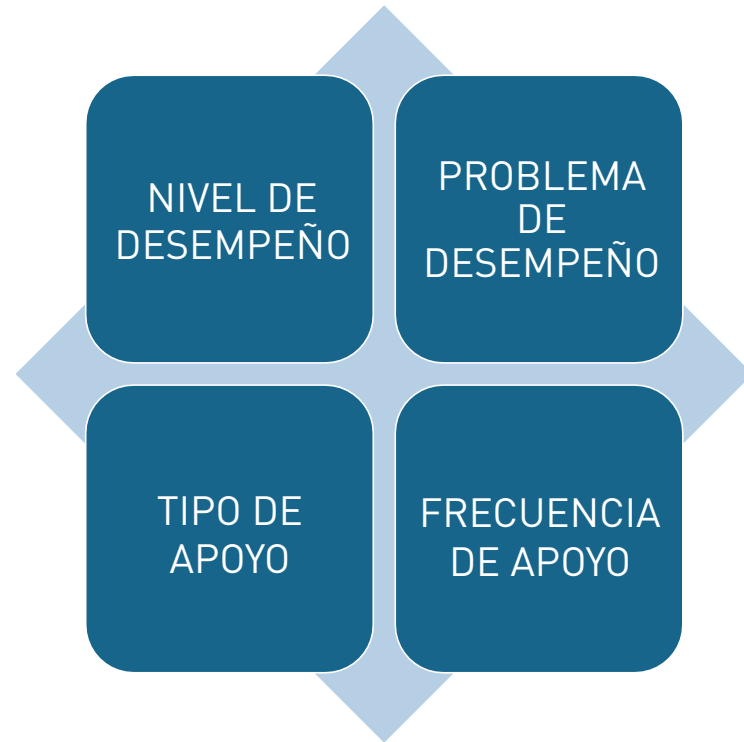 NIVEL DE
DESEMPEÑO
PROBLEMA
DE
DESEMPEÑO
TIPO DE
APOYO
FRECUENCIA
DE APOYO